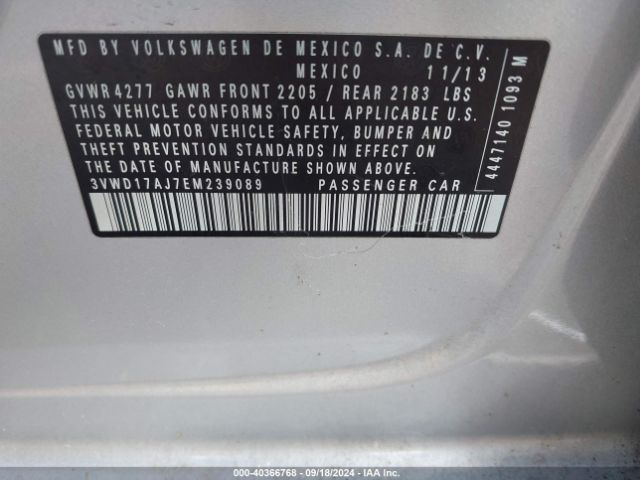 MFD BY VOLKSWAGEN DE MEXICO S.A. DE C.V.
MEXICO 11/13
GVWR 4277 GAWR FRONT 2205 / REAR 2183 LBS
THIS VEHICLE CONFORMS TO ALL APPLICABLE U.S.
FEDERAL MOTOR VEHICLE SAFETY, BUMPER AND
THEFT PREVENTION STANDARDS IN EFFECT ON
THE DATE OF MANUFACTURE SHOWN ABOVE.
3VWD17AJ7EM239089 PASSENGER CAR
4447140 1093 M
000-40366768 - 09/18/2024 - IAAI.COM